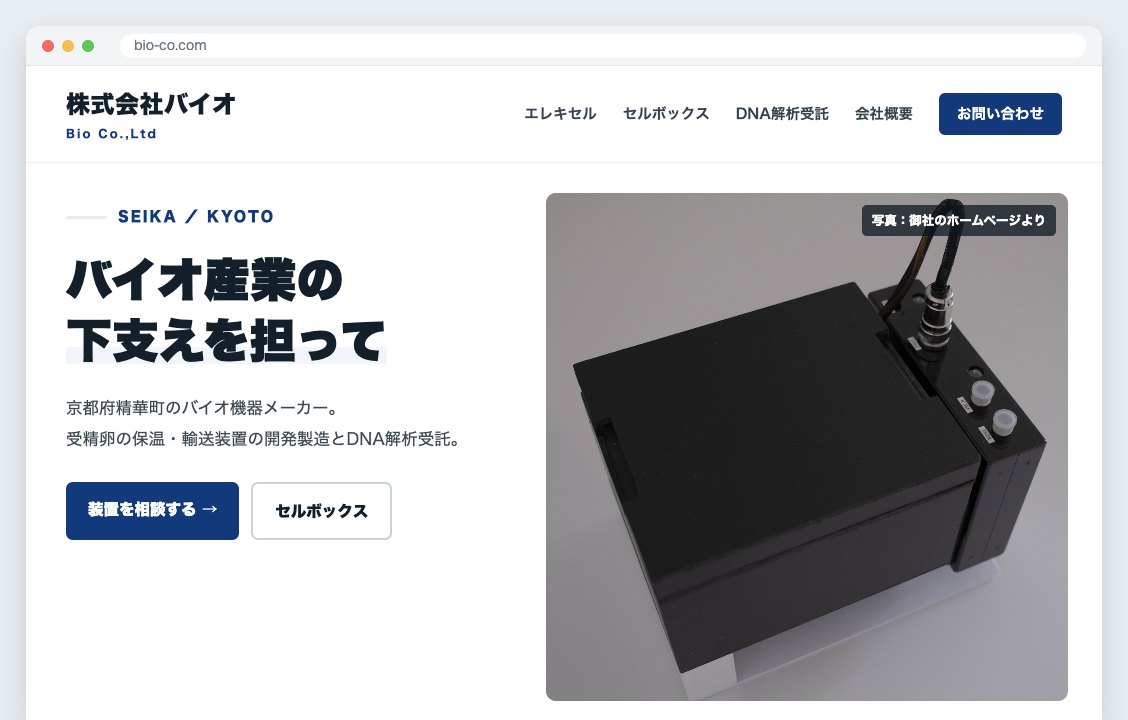 bio-co.com
株式会社バイオ
Bio Co.,Ltd
エレキセル
セルボックス
DNA解析受託
会社概要
お問い合わせ
SEIKA ／ KYOTO
バイオ産業の
下支えを担って
京都府精華町のバイオ機器メーカー。
受精卵の保温・輸送装置の開発製造とDNA解析受託。
装置を相談する →
セルボックス
写真：御社のホームページより